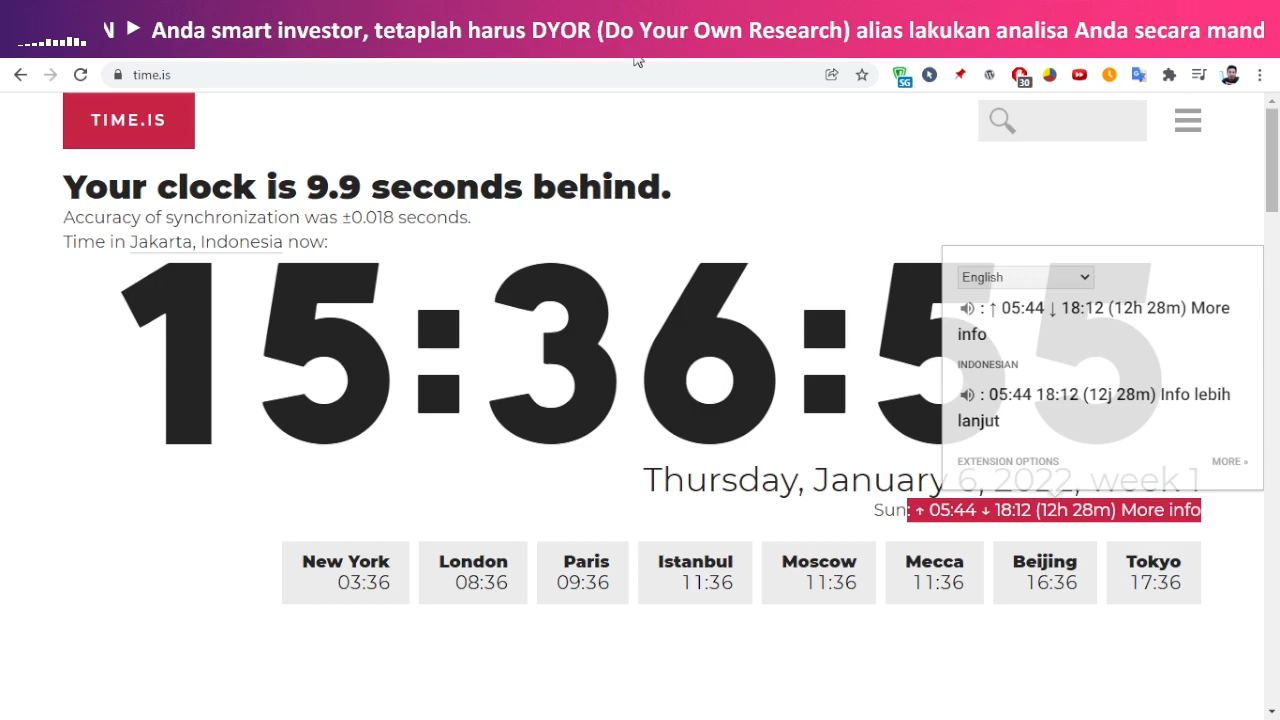 N ▶ Anda smart investor, tetaplah harus DYOR (Do Your Own Research) alias lakukan analisa Anda secara mand
time.is
SG
30
TIME.IS
Your clock is 9.9 seconds behind.
Accuracy of synchronization was ±0.018 seconds.
Time in Jakarta, Indonesia now:
15:36:55
English
: ↑ 05:44 ↓ 18:12 (12h 28m) More
info
INDONESIAN
: 05:44 18:12 (12j 28m) Info lebih
lanjut
EXTENSION OPTIONS MORE »
Thursday, January 6, 2022, week 1
Sun: ↑ 05:44 ↓ 18:12 (12h 28m) More info
New York London Paris Istanbul Moscow Mecca Beijing Tokyo
03:36 08:36 09:36 11:36 11:36 11:36 16:36 17:36